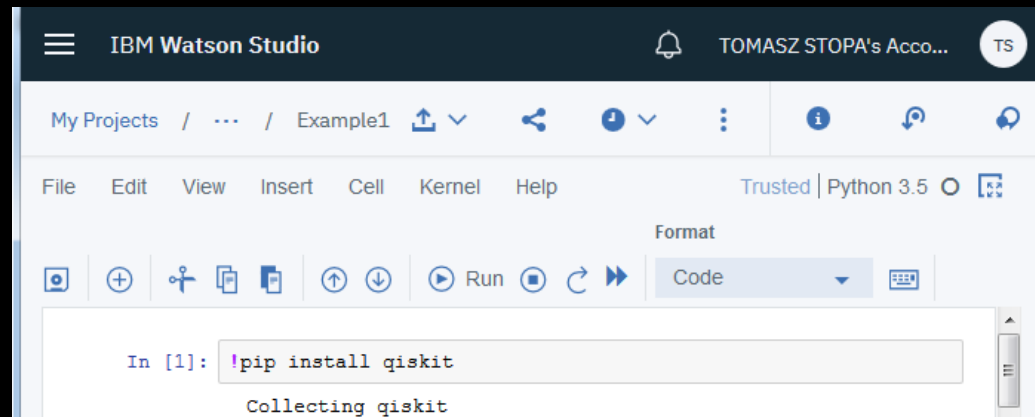 IBM Watson Studio TOMASZ STOPA's Acco... TS
My Projects / ... / Example1
File Edit View Insert Cell Kernel Help Trusted | Python 3.5
Format
Run Code
In [1]: !pip install qiskit
Collecting qiskit